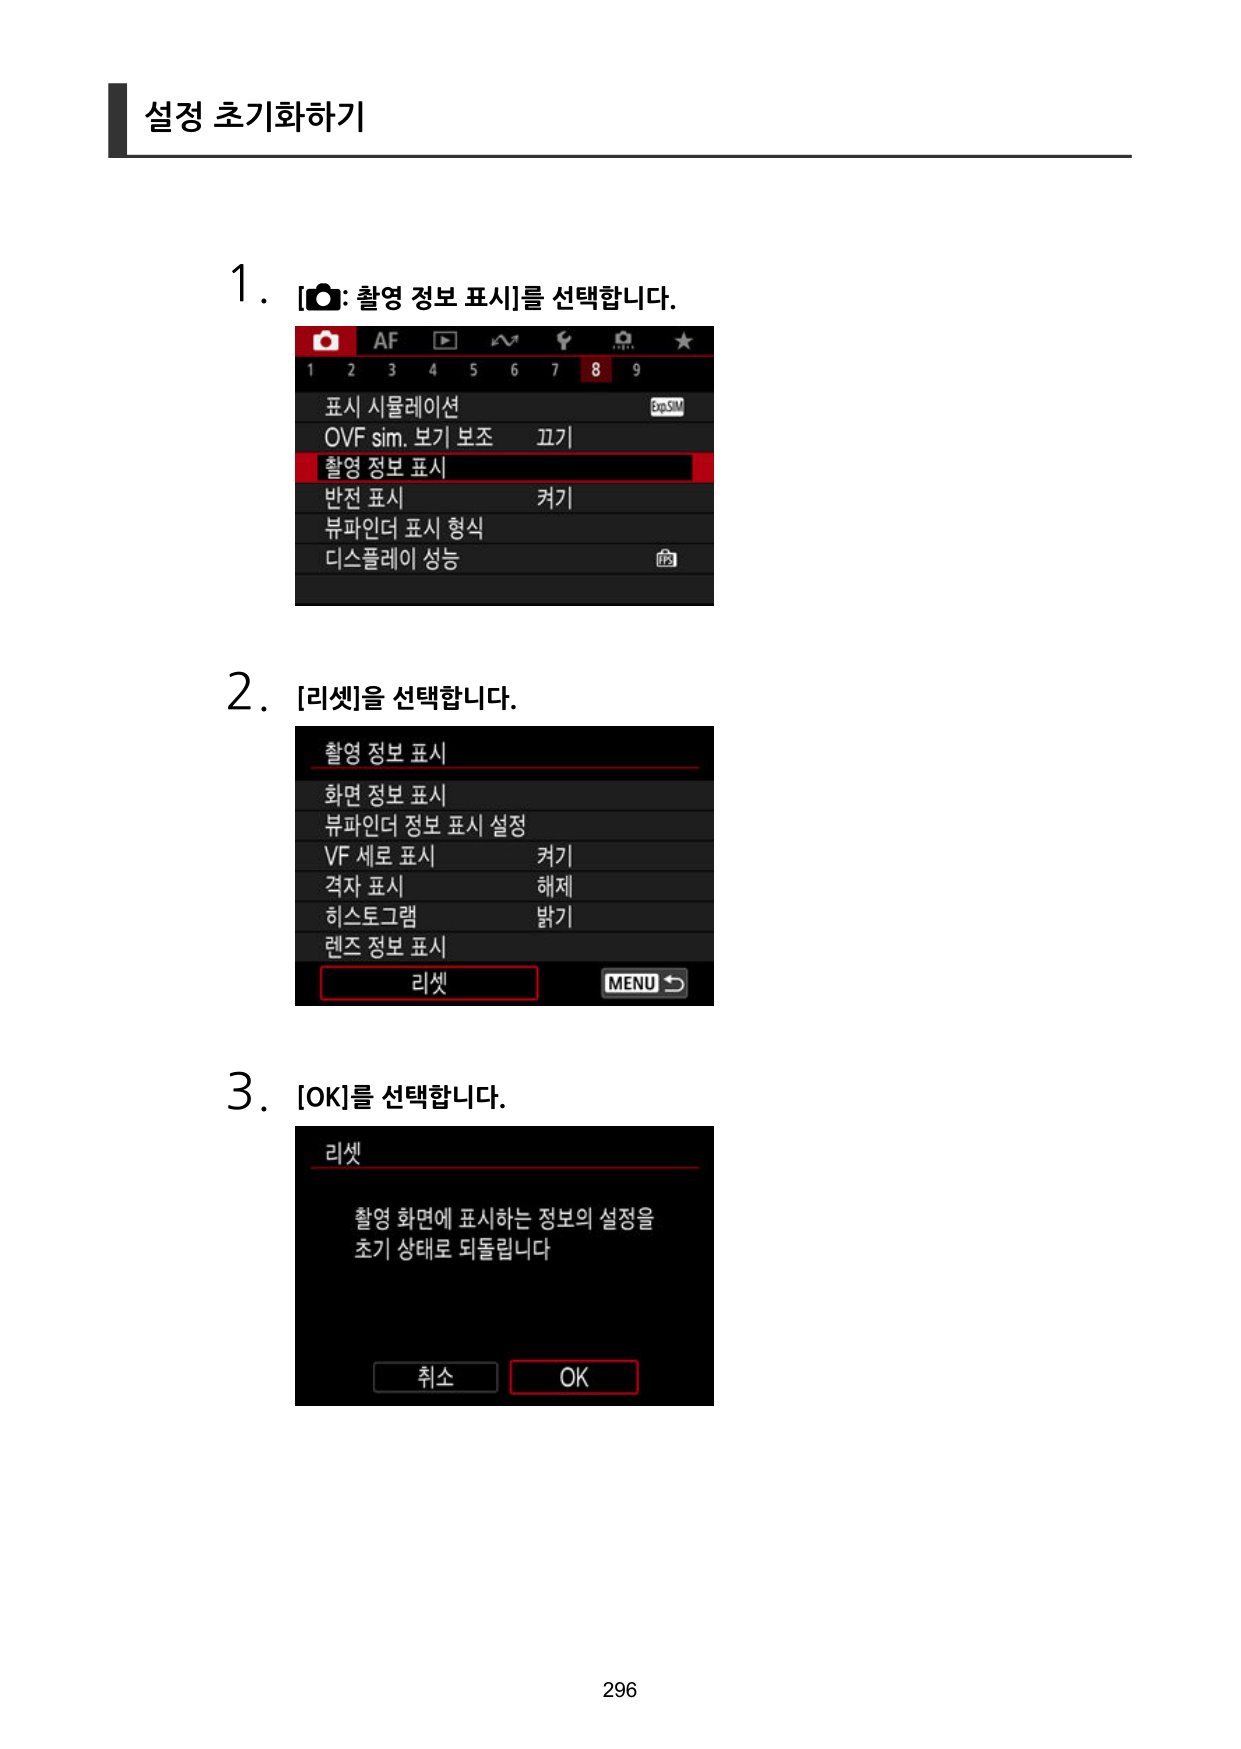 설정 초기화하기
1. [: 촬영 정보 표시]를 선택합니다.
AF
1 2 3 4 5 6 7 8 9
표시 시뮬레이션 Exp.SIM
OVF sim. 보기 보조 끄기
촬영 정보 표시
반전 표시 켜기
뷰파인더 표시 형식
디스플레이 성능 FPS
2. [리셋]을 선택합니다.
촬영 정보 표시
화면 정보 표시
뷰파인더 정보 표시 설정
VF 세로 표시 켜기
격자 표시 해제
히스토그램 밝기
렌즈 정보 표시
리셋 MENU
3. [OK]를 선택합니다.
리셋
촬영 화면에 표시하는 정보의 설정을
초기 상태로 되돌립니다
취소 OK
296